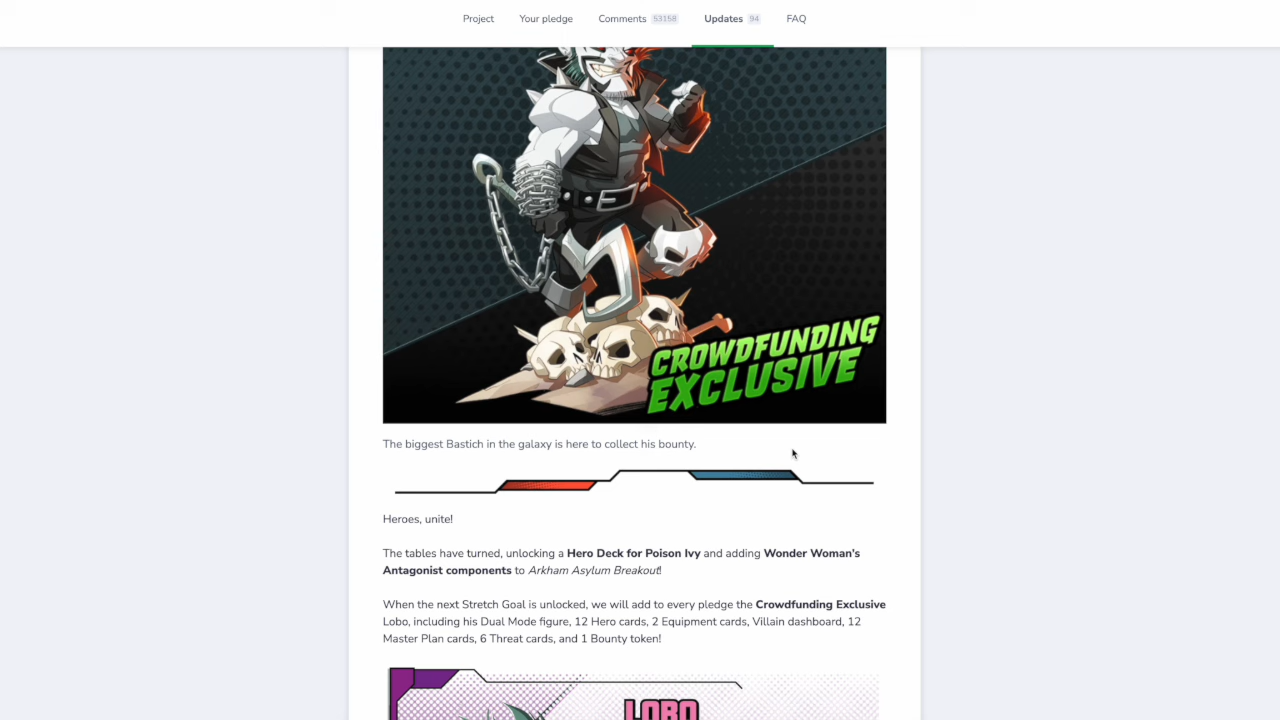 Project Your pledge Comments 53158 Updates 94 FAQ
CROWDFUNDING
EXCLUSIVE
The biggest Bastich in the galaxy is here to collect his bounty.
Heroes, unite!
The tables have turned, unlocking a Hero Deck for Poison Ivy and adding Wonder Woman's
Antagonist components to Arkham Asylum Breakout!
When the next Stretch Goal is unlocked, we will add to every pledge the Crowdfunding Exclusive
Lobo, including his Dual Mode figure, 12 Hero cards, 2 Equipment cards, Villain dashboard, 12
Master Plan cards, 6 Threat cards, and 1 Bounty token!
LOBO